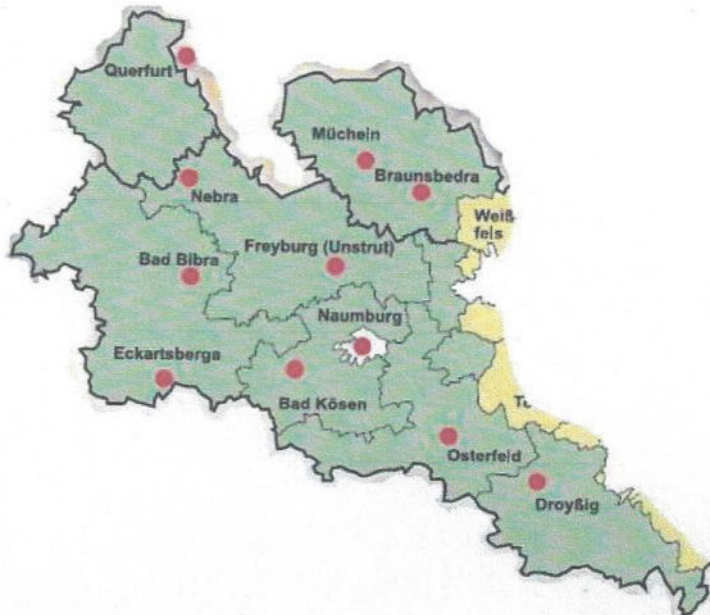 Querfurt
Mücheln
Braunsbedra
Nebra
Weiß
fels
Freyburg (Unstrut)
Bad Bibra
Naumburg
Eckartsberga
Bad Kösen
Osterfeld
Droyßig